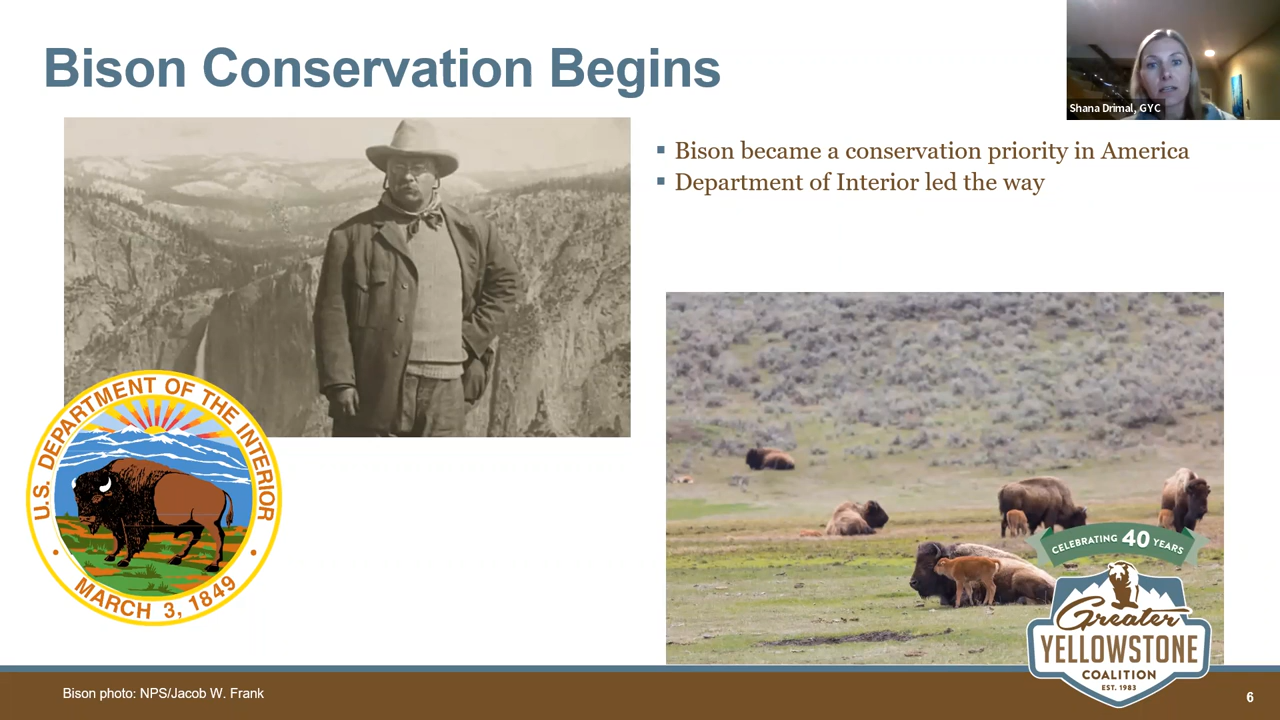 Bison Conservation Begins
Shana Drimal, GYC
▪ Bison became a conservation priority in America
▪ Department of Interior led the way
U.S. DEPARTMENT OF THE INTERIOR
MARCH 3, 1849
CELEBRATING 40 YEARS
Greater
YELLOWSTONE
COALITION
EST. 1983
Bison photo: NPS/Jacob W. Frank
6